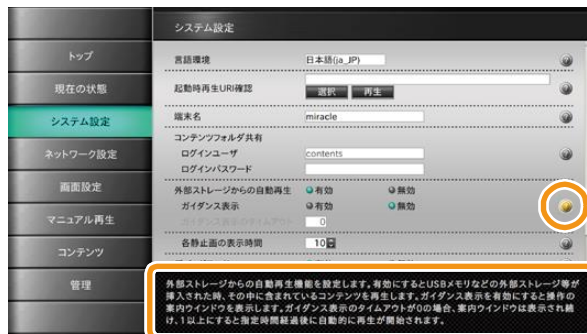 システム設定
トップ
現在の状態
システム設定
ネットワーク設定
画面設定
マニュアル再生
コンテンツ
管理
言語環境 日本語(ja_JP)
起動時再生URI確認
選択 再生
端末名 miracle
コンテンツフォルダ共有
ログインユーザ contents
ログインパスワード
外部ストレージからの自動再生 有効 無効
ガイダンス表示 有効 無効
ガイダンス表示のタイムアウト 0
各静止画の表示時間 10
外部ストレージからの自動再生機能を設定します。有効にするとUSBメモリなどの外部ストレージ等が
挿入された時、その中に含まれているコンテンツを再生します。ガイダンス表示を有効にすると操作の
案内ウインドウを表示します。ガイダンス表示のタイムアウトが0の場合、案内ウインドウは表示され続
け、1以上にすると指定時間経過後に自動的に再生が開始されます。